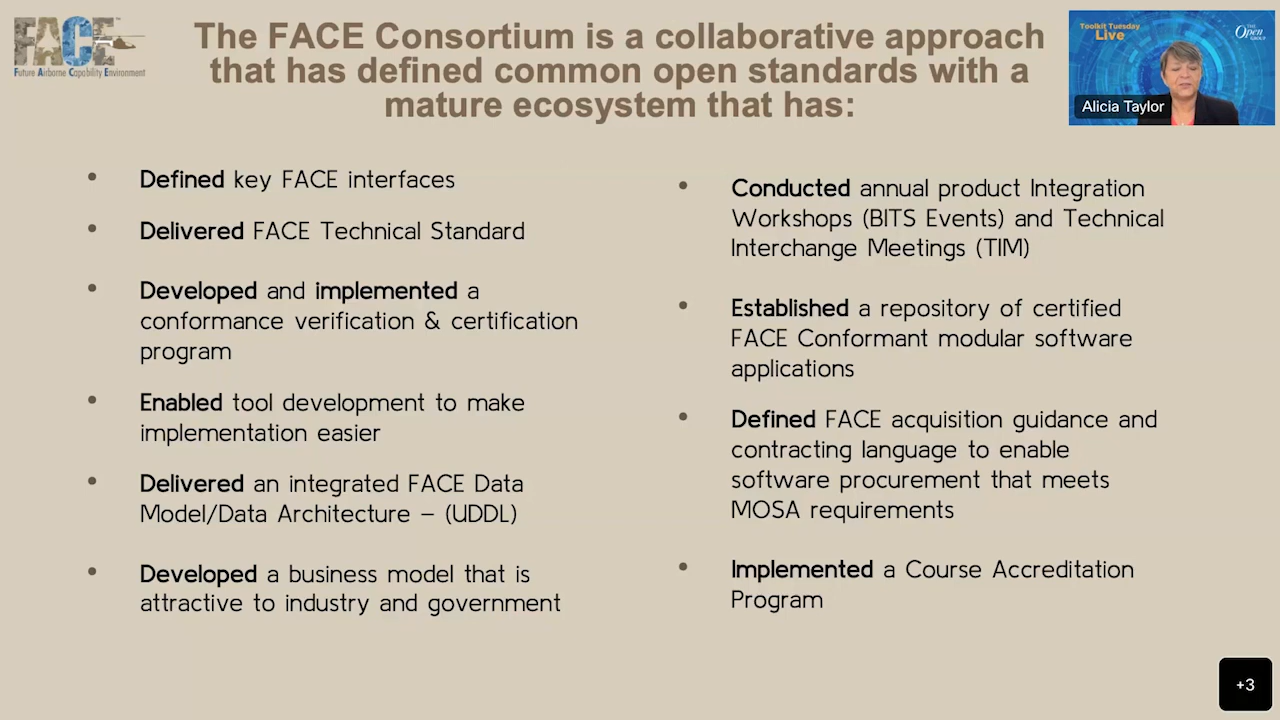 FACE
Future Airborne Capability Environment
The FACE Consortium is a collaborative approach
that has defined common open standards with a
mature ecosystem that has:
Toolkit Tuesday
Live
THE
Open
GROUP
Alicia Taylor
• Defined key FACE interfaces
• Delivered FACE Technical Standard
• Developed and implemented a
conformance verification & certification
program
• Enabled tool development to make
implementation easier
• Delivered an integrated FACE Data
Model/Data Architecture – (UDDL)
• Developed a business model that is
attractive to industry and government
• Conducted annual product Integration
Workshops (BITS Events) and Technical
Interchange Meetings (TIM)
• Established a repository of certified
FACE Conformant modular software
applications
• Defined FACE acquisition guidance and
contracting language to enable
software procurement that meets
MOSA requirements
• Implemented a Course Accreditation
Program
+3